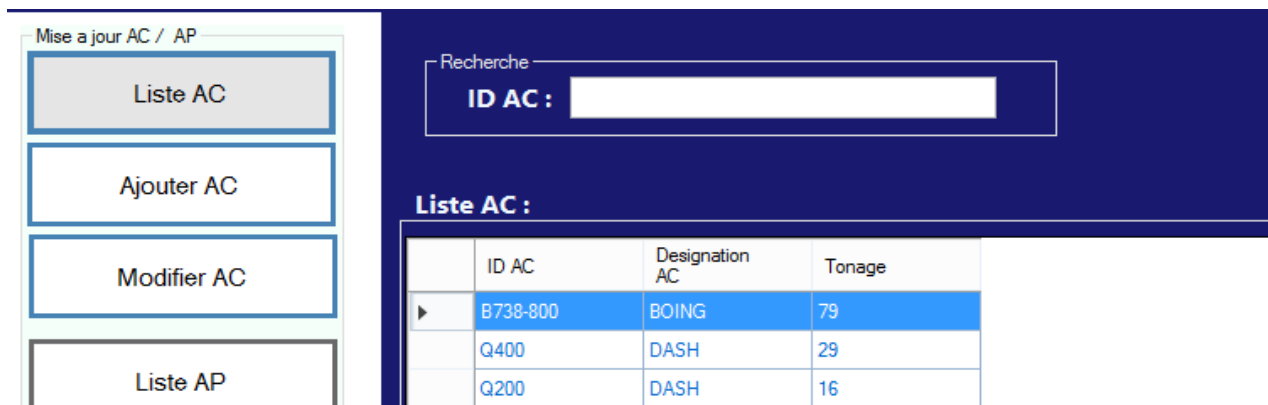 Mise a jour AC / AP
Liste AC
Ajouter AC
Modifier AC
Liste AP
Recherche
ID AC :
Liste AC :
ID AC Designation AC Tonage
B738-800 BOING 79
Q400 DASH 29
Q200 DASH 16